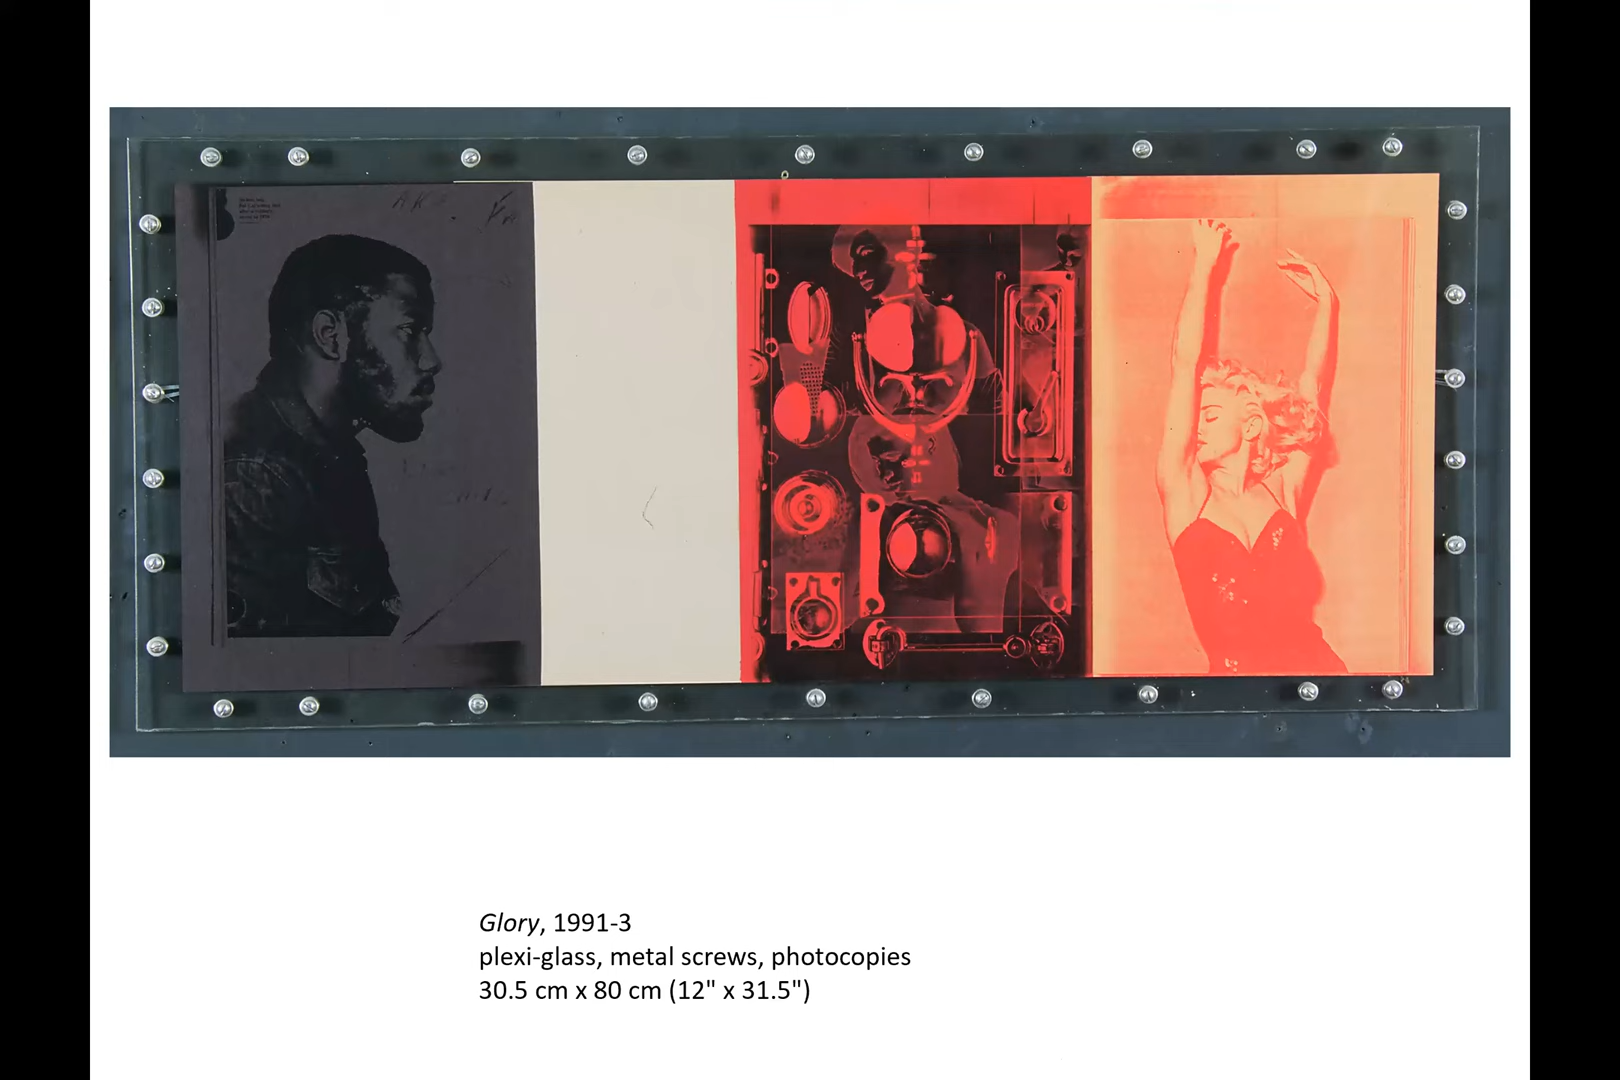 Glory, 1991-3
plexi-glass, metal screws, photocopies
30.5 cm x 80 cm (12" x 31.5")